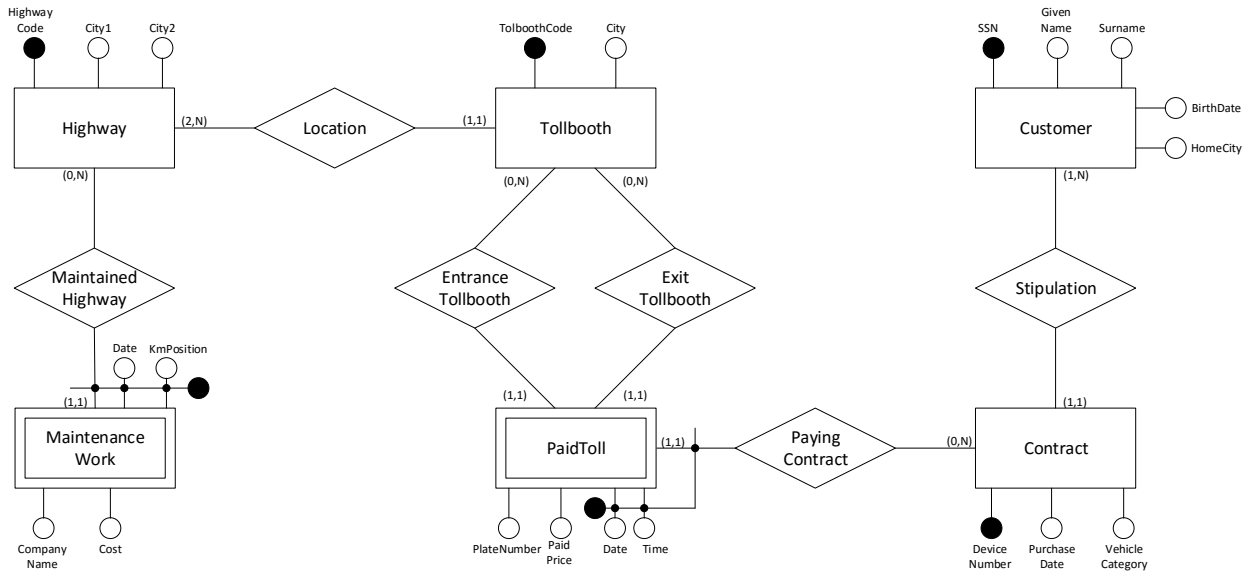 Highway
Code
City1
City2
TolboothCode
City
SSN
Given
Name
Surname
BirthDate
HomeCity
Highway
(2,N)
Location
(1,1)
Tollbooth
Customer
(0,N)
(0,N)
(0,N)
(1,N)
Maintained
Highway
Entrance
Tollbooth
Exit
Tollbooth
Stipulation
Date
KmPosition
(1,1)
(1,1)
(1,1)
(1,1)
Maintenance
Work
PaidToll
(1,1)
Paying
Contract
(0,N)
Contract
Company
Name
Cost
PlateNumber
Paid
Price
Date
Time
Device
Number
Purchase
Date
Vehicle
Category